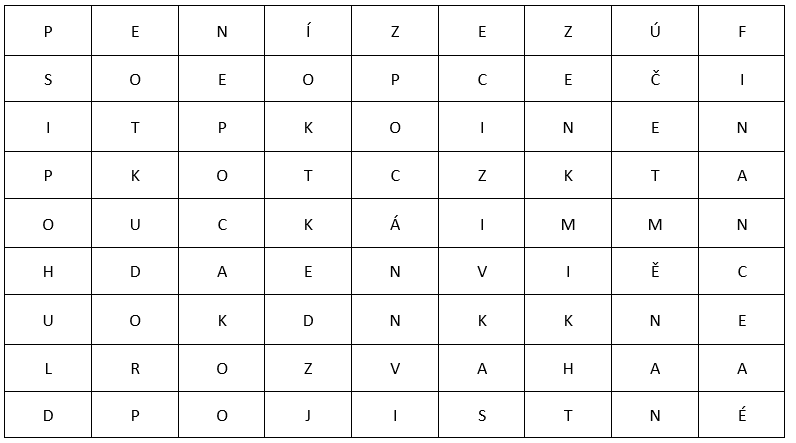 P E N Í Z E Z Ú F
S O E O P C E Č I
I T P K O I N E N
P K O T C Z K T A
O U C K Á I M M N
H D A E N V I Ě C
U O K D N K K N E
L R O Z V A H A A
D P O J I S T N É